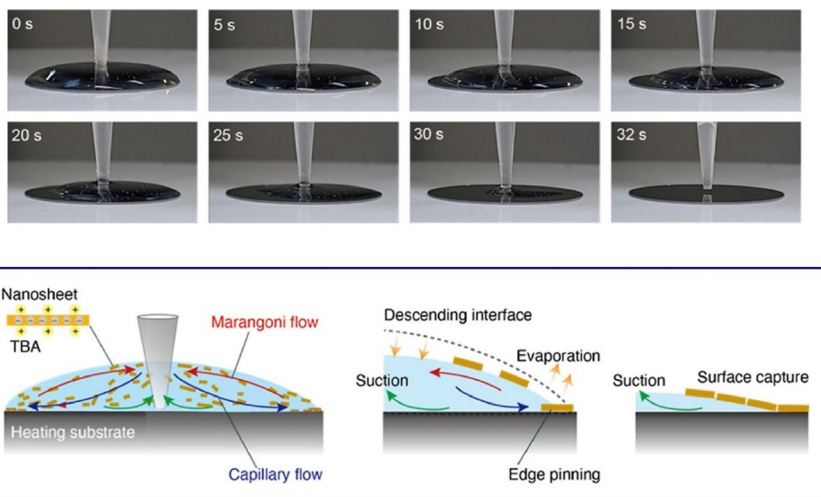 0 s
5 s
10 s
15 s
20 s
25 s
30 s
32 s
Nanosheet
TBA
Marangoni flow
Heating substrate
Capillary flow
Descending interface
Evaporation
Suction
Edge pinning
Suction
Surface capture